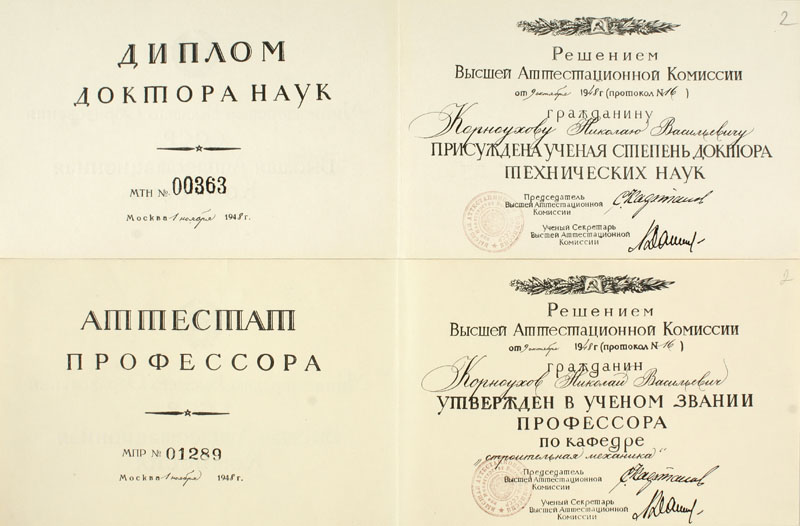 ДИПЛОМ
ДОКТОРА НАУК
МТН №. 00363
Москва 1 ноября 1948 г.
2
Решением
Высшей Аттестационной Комиссии
от 9 октября 1948 г (протокол N 16 )
гражданину
Корноухову Николаю Васильевичу
ПРИСУЖДЕНА УЧЕНАЯ СТЕПЕНЬ ДОКТОРА
ТЕХНИЧЕСКИХ НАУК
Председатель
Высшей Аттестационной
Комиссии
Ученый Секретарь
Высшей Аттестационной
Комиссии
АТТЕСТАТ
ПРОФЕССОРА
МПР № 01289
Москва 1 ноября 1948 г.
2
Решением
Высшей Аттестационной Комиссии
от 9 октября 1948 г (протокол N 16 )
гражданин
Корноухов Николай Васильевич
УТВЕРЖДЕН В УЧЕНОМ ЗВАНИИ
ПРОФЕССОРА
ПО КАФЕДРЕ
„строительная механика"
Председатель
Высшей Аттестационной
Комиссии
Ученый Секретарь
Высшей Аттестационной
Комиссии